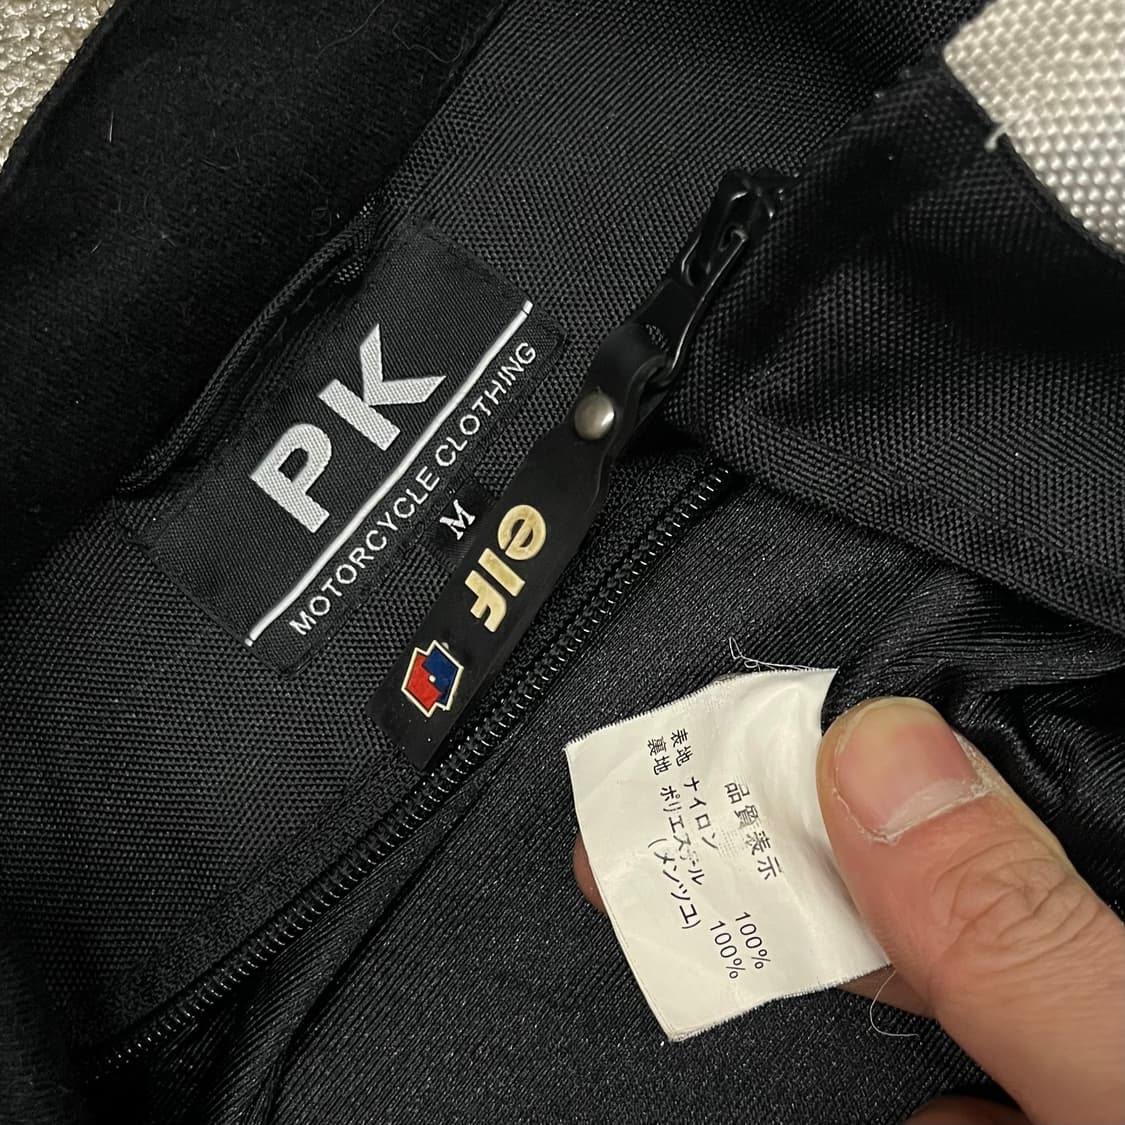 PK
MOTORCYCLE CLOTHING
M
elf
品質表示
表地 ナイロン 100%
裏地 ポリエステル 100%
(メンツユ)